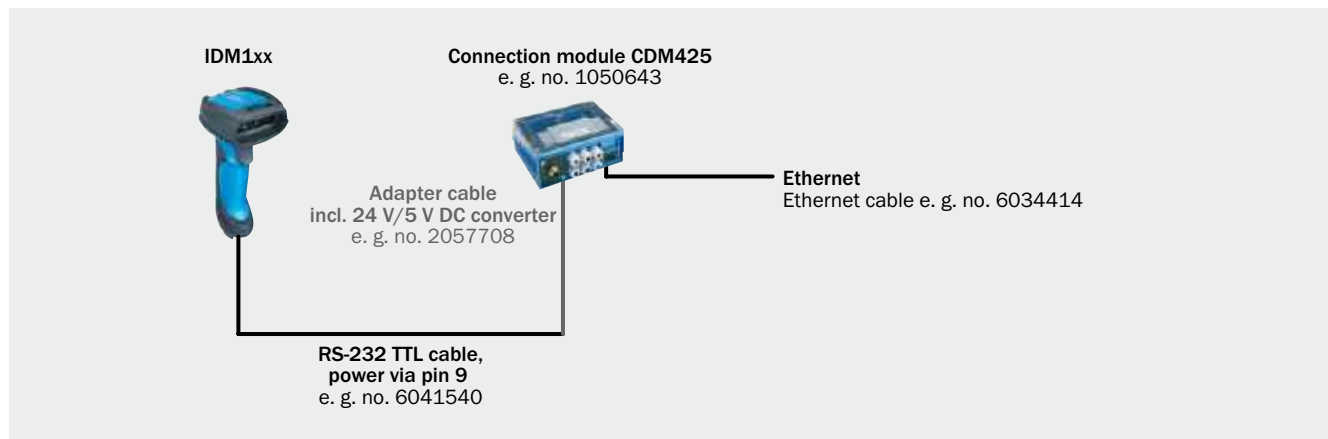 IDM1xx
Connection module CDM425
e. g. no. 1050643
Adapter cable
incl. 24 V/5 V DC converter
e. g. no. 2057708
Ethernet
Ethernet cable e. g. no. 6034414
RS-232 TTL cable,
power via pin 9
e. g. no. 6041540